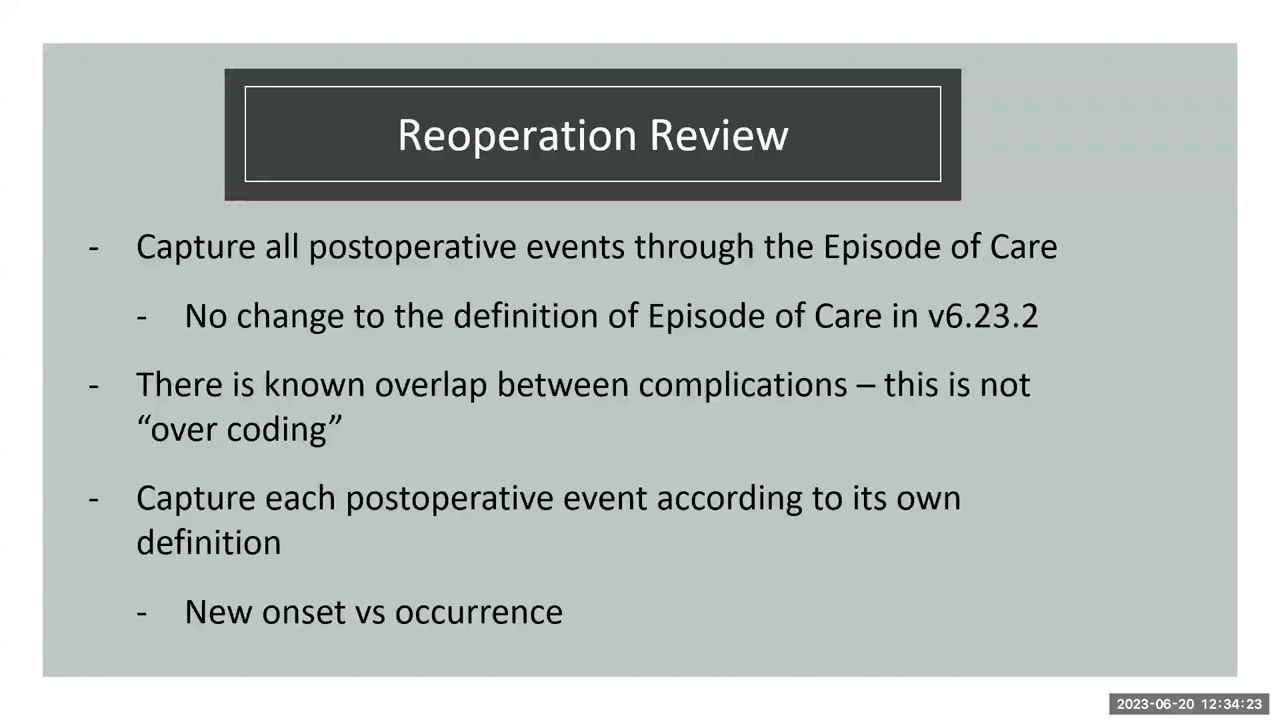 Reoperation Review
- Capture all postoperative events through the Episode of Care
- No change to the definition of Episode of Care in v6.23.2
- There is known overlap between complications – this is not
“over coding”
- Capture each postoperative event according to its own
definition
- New onset vs occurrence
2023-06-20 12:34:23